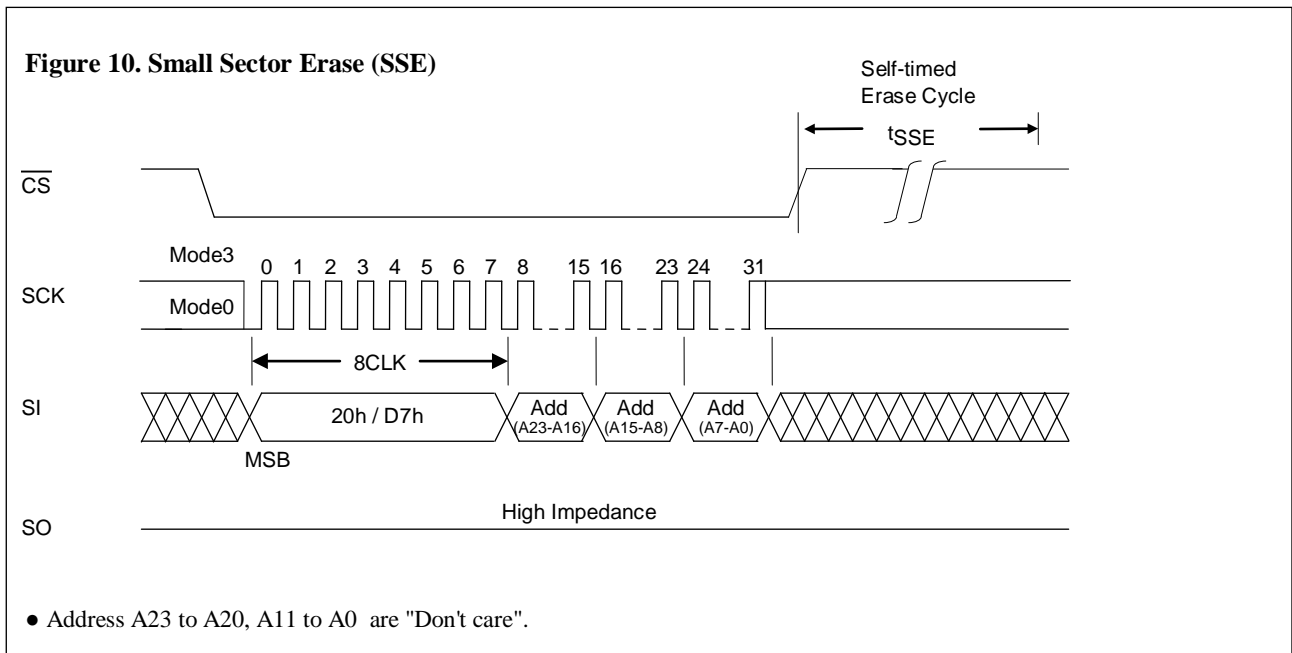 Figure 10. Small Sector Erase (SSE)
Self-timed
Erase Cycle
tSSE
CS
Mode3
0 1 2 3 4 5 6 7 8 15 16 23 24 31
SCK
Mode0
8CLK
SI
20h / D7h
Add
(A23-A16)
Add
(A15-A8)
Add
(A7-A0)
MSB
High Impedance
SO
● Address A23 to A20, A11 to A0 are "Don't care".